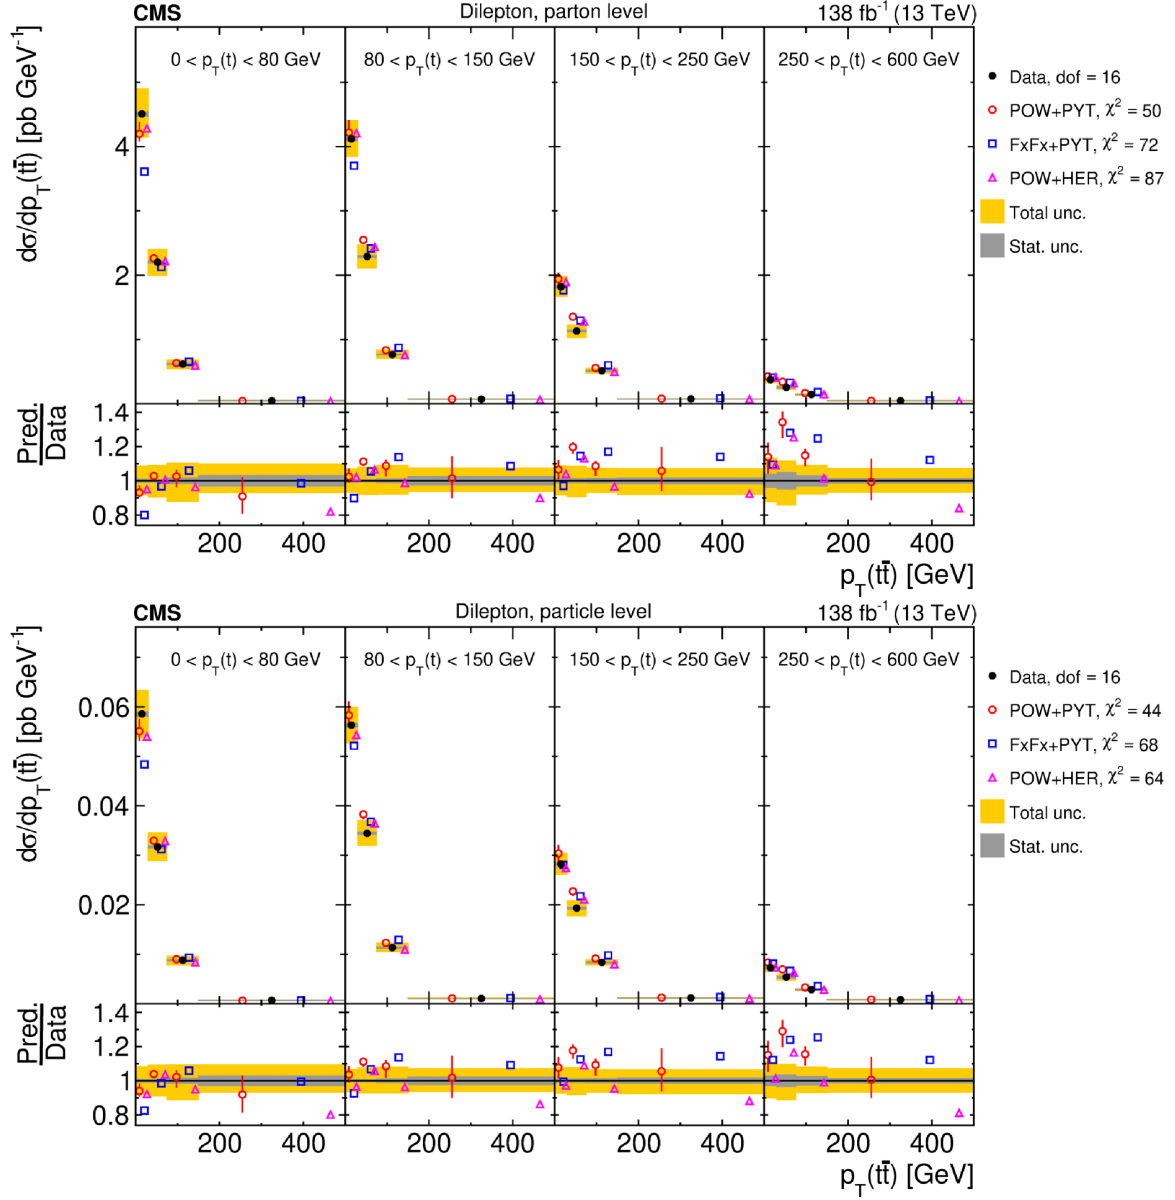 CMS Dilepton, parton level 138 fb⁻¹ (13 TeV)
dσ/dp_T(tt̄) [pb GeV⁻¹]
0 < p_T(t) < 80 GeV 80 < p_T(t) < 150 GeV 150 < p_T(t) < 250 GeV 250 < p_T(t) < 600 GeV
4
2
Data, dof = 16
POW+PYT, χ² = 50
FxFx+PYT, χ² = 72
POW+HER, χ² = 87
Total unc.
Stat. unc.
Pred.
Data
1.4
1.2
1
0.8
200 400 200 400 200 400 200 400
p_T(tt̄) [GeV]
CMS Dilepton, particle level 138 fb⁻¹ (13 TeV)
dσ/dp_T(tt̄) [pb GeV⁻¹]
0 < p_T(t) < 80 GeV 80 < p_T(t) < 150 GeV 150 < p_T(t) < 250 GeV 250 < p_T(t) < 600 GeV
0.06
0.04
0.02
Data, dof = 16
POW+PYT, χ² = 44
FxFx+PYT, χ² = 68
POW+HER, χ² = 64
Total unc.
Stat. unc.
Pred.
Data
1.4
1.2
1
0.8
200 400 200 400 200 400 200 400
p_T(tt̄) [GeV]